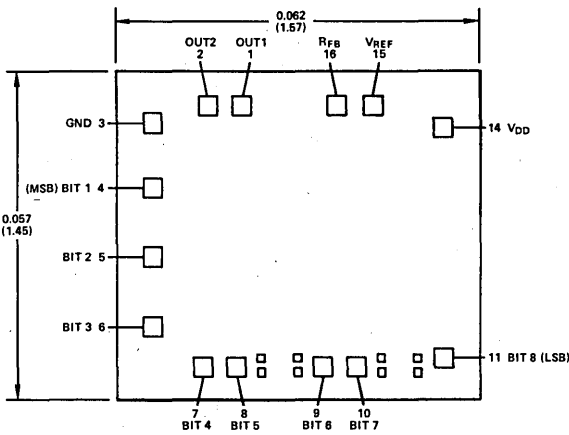 0.062
(1.57)
OUT2 OUT1 RFB VREF
2 1 16 15
GND 3
14 VDD
(MSB) BIT 1 4
0.057
(1.45)
BIT 2 5
BIT 3 6
11 BIT 8 (LSB)
7 8 9 10
BIT 4 BIT 5 BIT 6 BIT 7